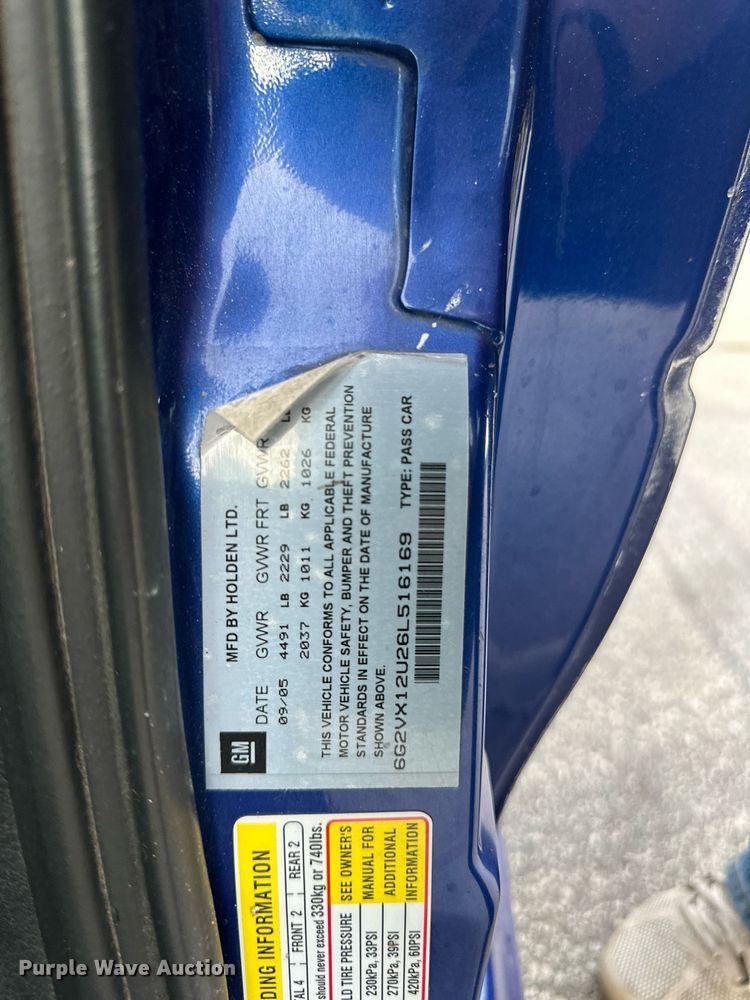 MFD BY HOLDEN LTD.
GM
DATE GVWR GVWR FRT GVWR
09/05 4491 LB 2229 LB 2262
2037 KG 1011 KG 1026 KG
THIS VEHICLE CONFORMS TO ALL APPLICABLE FEDERAL
MOTOR VEHICLE SAFETY, BUMPER AND THEFT PREVENTION
STANDARDS IN EFFECT ON THE DATE OF MANUFACTURE
SHOWN ABOVE.
6G2VX12U26L516169 TYPE: PASS CAR
DING INFORMATION
TAL 4 FRONT 2 REAR 2
should never exceed 330kg or 740lbs.
LD TIRE PRESSURE SEE OWNER'S
230kPa, 33PSI MANUAL FOR
270kPa, 39PSI ADDITIONAL
420kPa, 60PSI INFORMATION
Purple Wave Auction